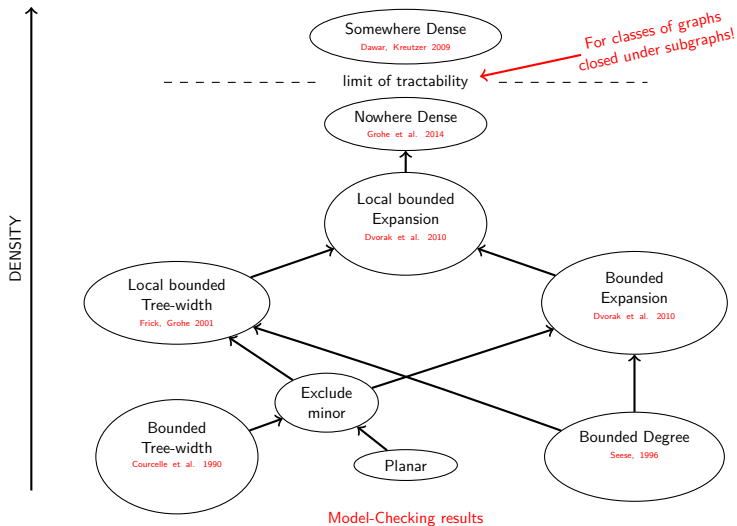 Somewhere Dense
Dawar, Kreutzer 2009
For classes of graphs
closed under subgraphs!
limit of tractability
Nowhere Dense
Grohe et al. 2014
Local bounded
Expansion
Dvorak et al. 2010
DENSITY
Local bounded
Tree-width
Frick, Grohe 2001
Bounded
Expansion
Dvorak et al. 2010
Exclude
minor
Bounded
Tree-width
Courcelle et al. 1990
Planar
Bounded Degree
Seese, 1996
Model-Checking results